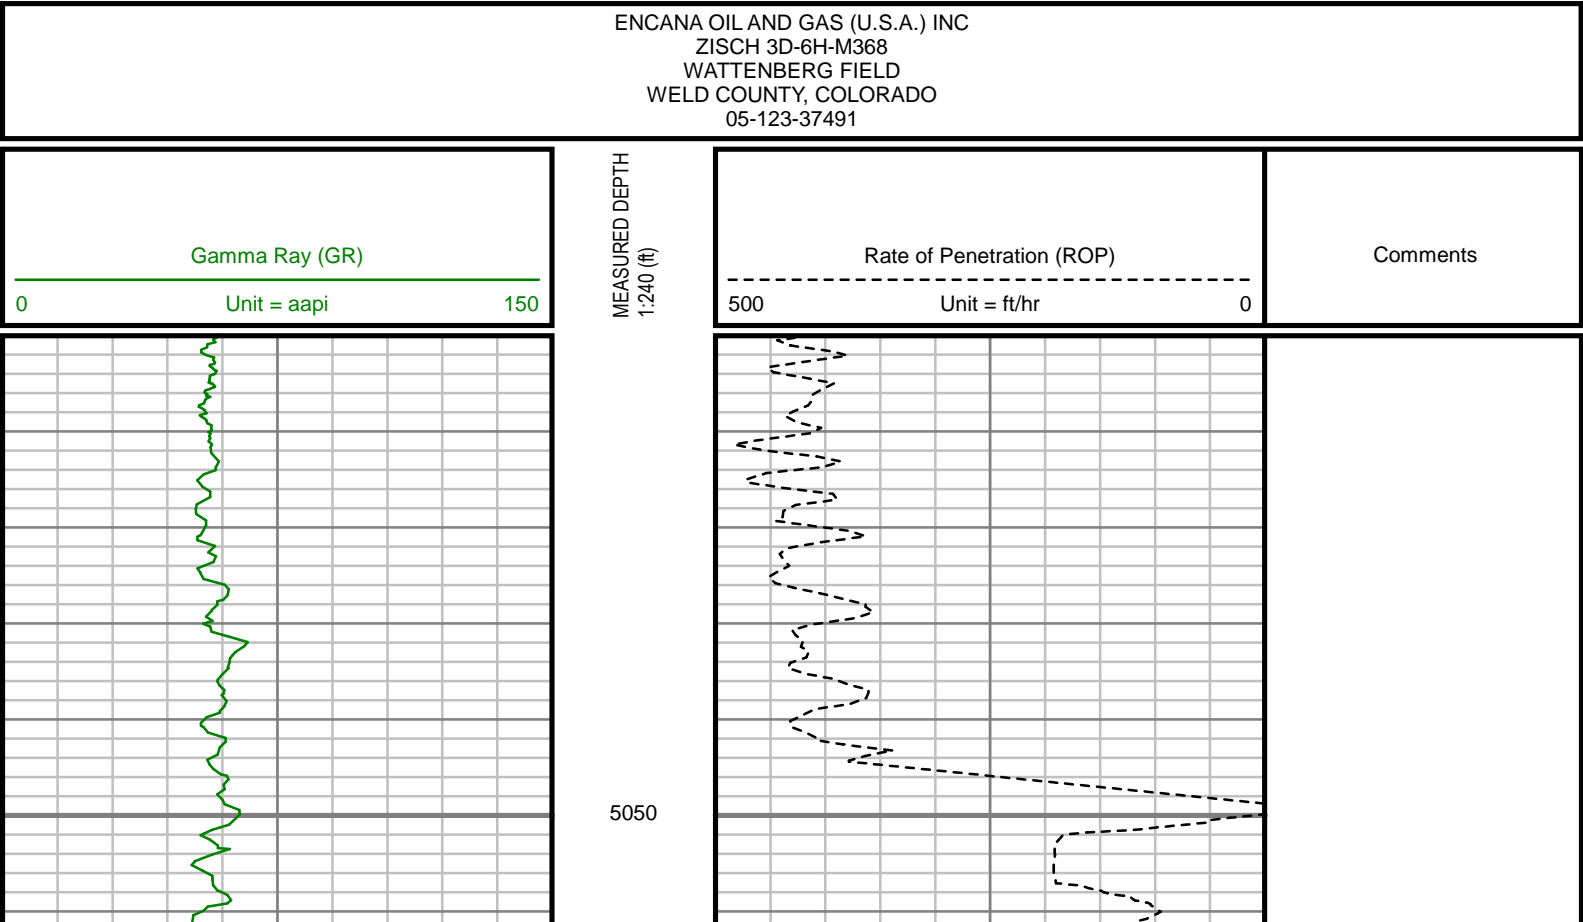 ENCANA OIL AND GAS (U.S.A.) INC
ZISCH 3D-6H-M368
WATTENBERG FIELD
WELD COUNTY, COLORADO
05-123-37491
Gamma Ray (GR)
0 Unit = aapi 150
MEASURED DEPTH
1:240 (ft)
Rate of Penetration (ROP)
500 Unit = ft/hr 0
Comments
5050